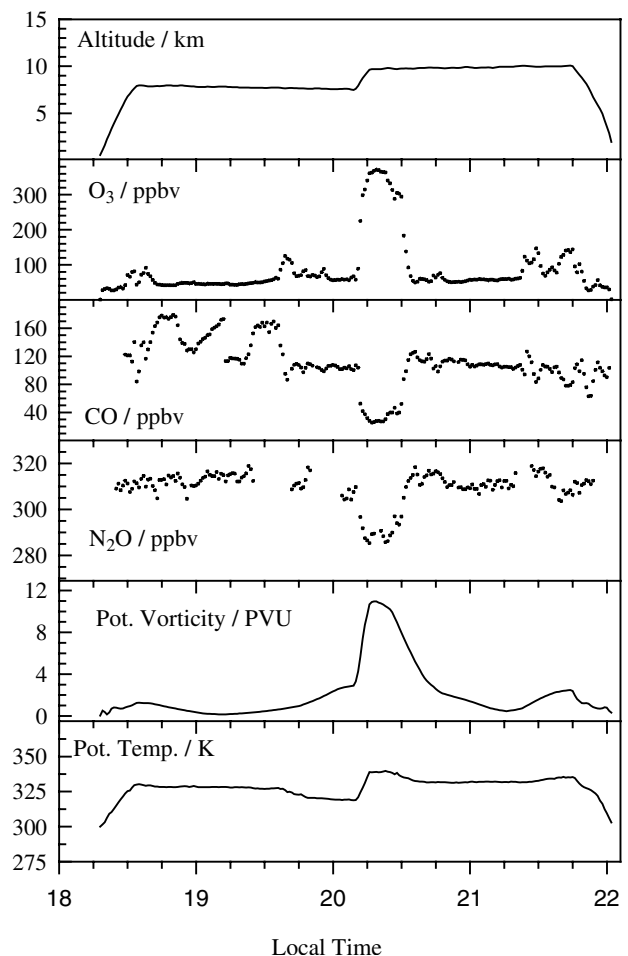 15
Altitude / km
10
5
O3 / ppbv
300
200
100
160
120
80
40
CO / ppbv
320
300
N2O / ppbv
280
12
Pot. Vorticity / PVU
8
4
0
Pot. Temp. / K
350
325
300
275
18 19 20 21 22
Local Time